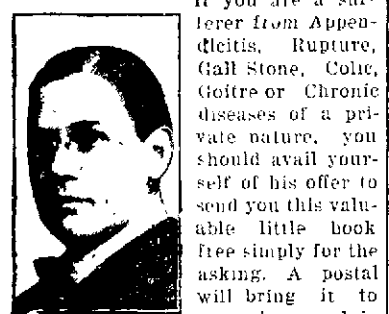 If you are a suf-
ferer from Appen-
dicitis, Rupture,
Gall Stone, Colic,
Goitre or Chronic
diseases of a pri-
vate nature, you
should avail your-
self of his offer to
send you this valu-
able little book
free simply for the
asking. A postal
will bring it to